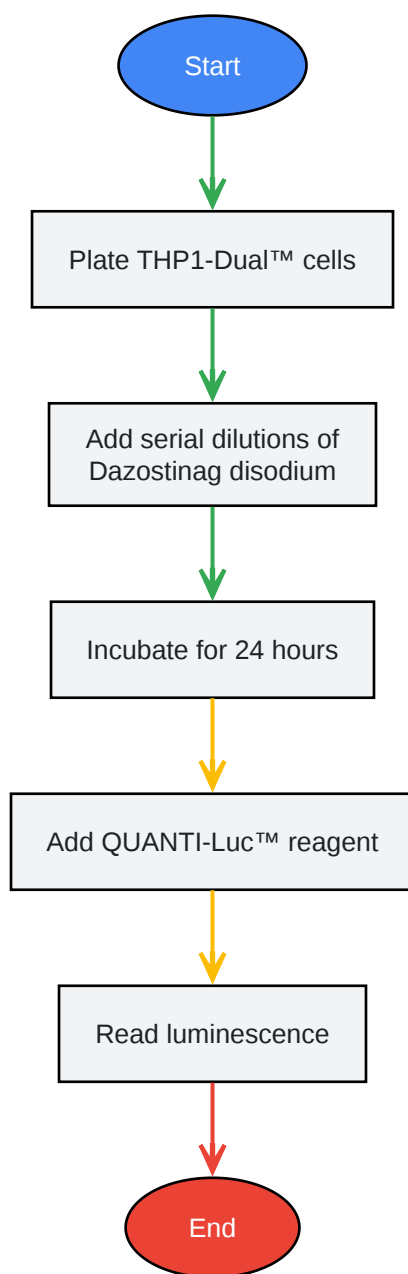 Start
Plate THP1-Dual™ cells
Add serial dilutions of
Dazostinag disodium
Incubate for 24 hours
Add QUANTI-Luc™ reagent
Read luminescence
End